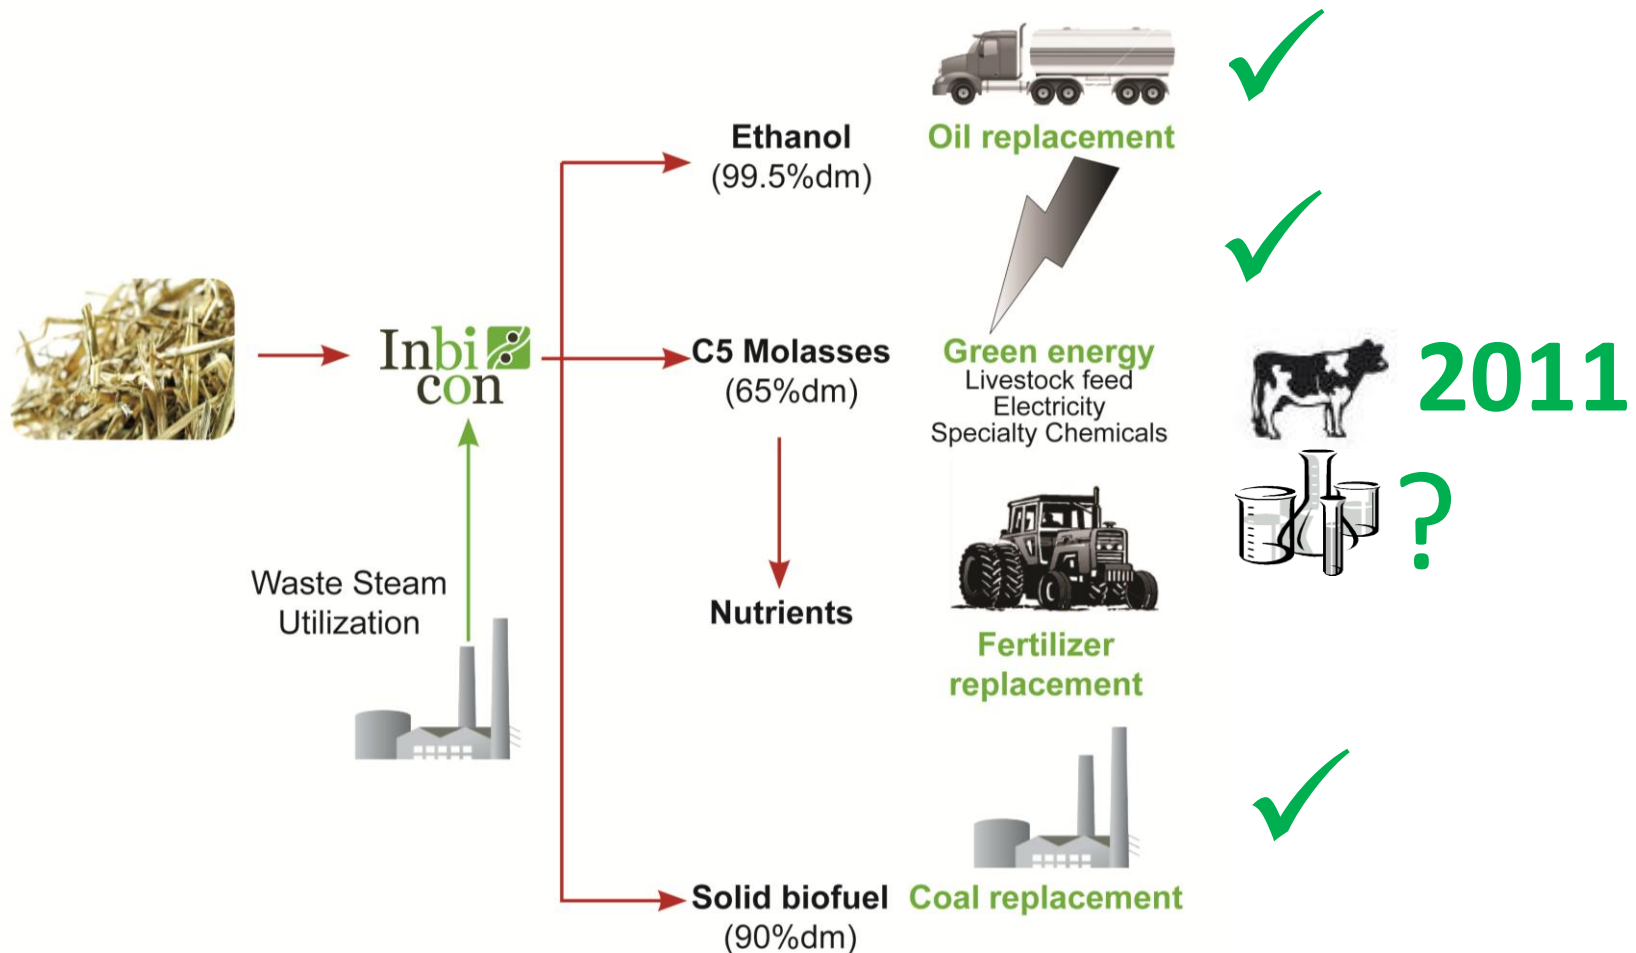 Ethanol
(99.5%dm)
Oil replacement
Inbi
con
C5 Molasses
(65%dm)
Green energy
Livestock feed
Electricity
Specialty Chemicals
2011
?
Waste Steam
Utilization
Nutrients
Fertilizer
replacement
Solid biofuel
(90%dm)
Coal replacement